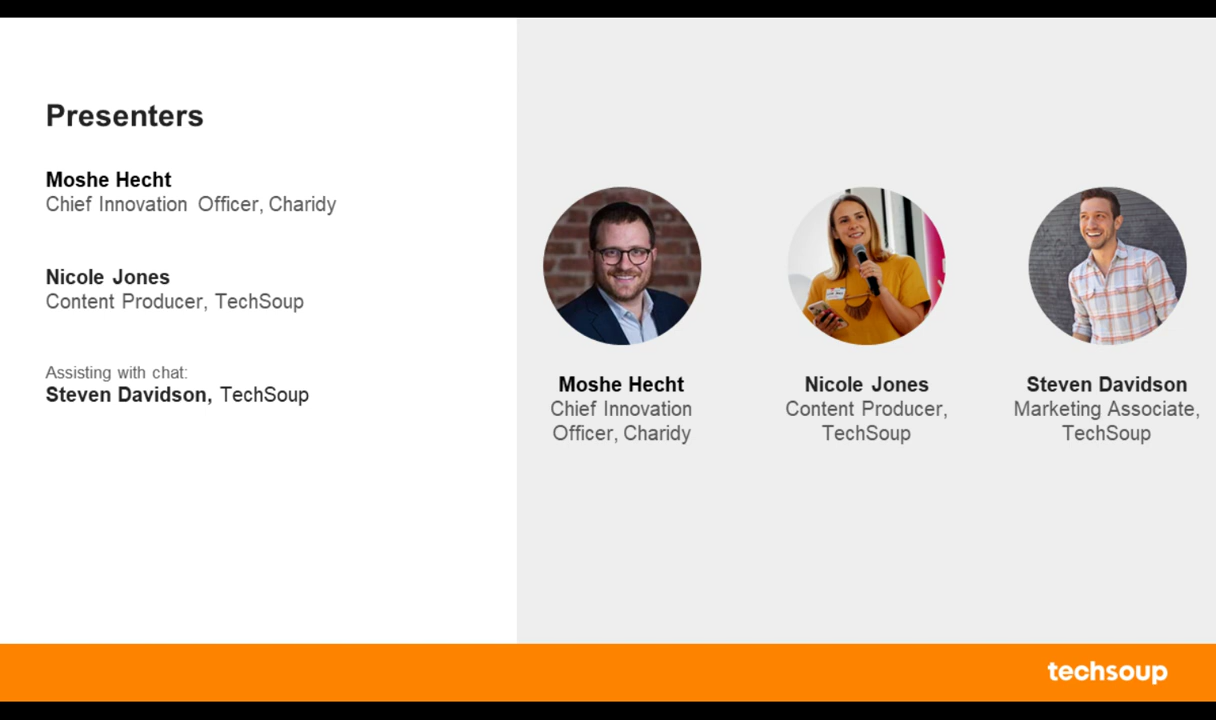 Presenters
Moshe Hecht
Chief Innovation Officer, Charidy
Nicole Jones
Content Producer, TechSoup
Assisting with chat:
Steven Davidson, TechSoup
Moshe Hecht
Chief Innovation
Officer, Charidy
Nicole Jones
Content Producer,
TechSoup
Steven Davidson
Marketing Associate,
TechSoup
techsoup